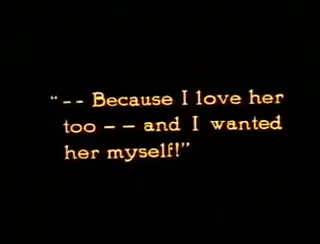 “-- Because I love her
too -- and I wanted
her myself!”